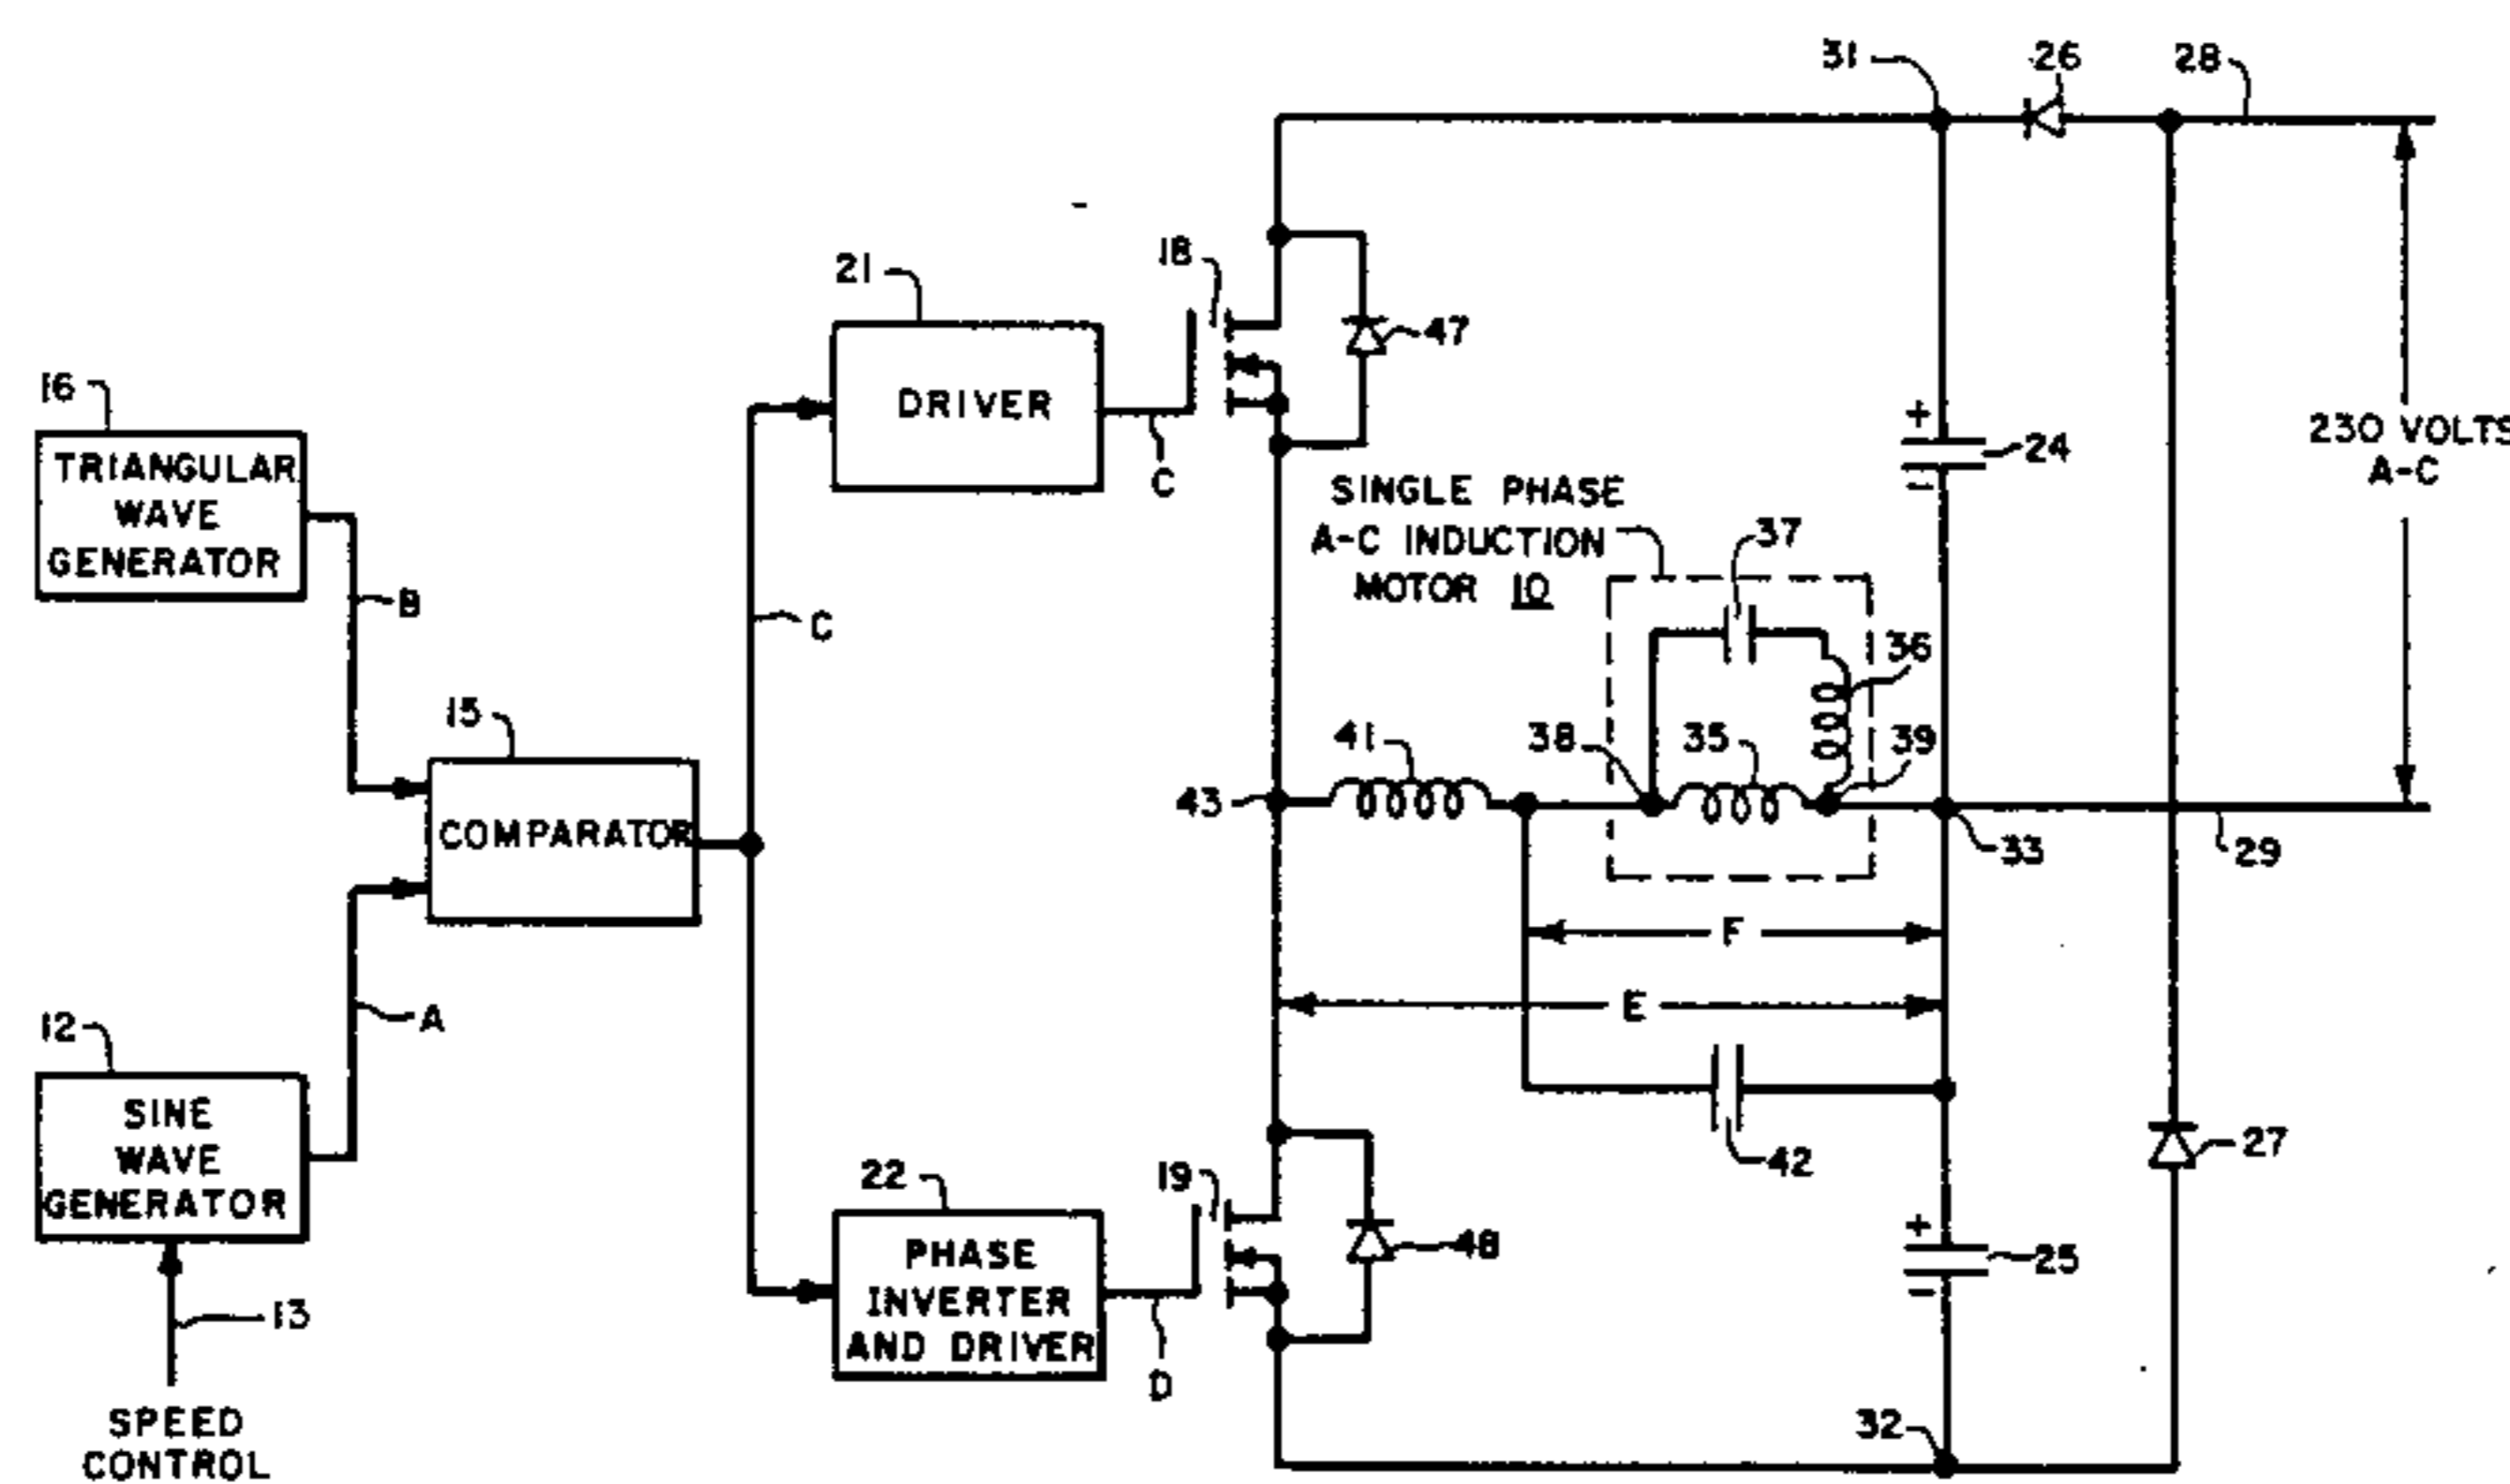 31
26
28
18
21
47
DRIVER
C
16
TRIANGULAR
WAVE
GENERATOR
B
C
+
24
-
230 VOLTS
A-C
SINGLE PHASE
A-C INDUCTION
MOTOR 10
37
36
15
COMPARATOR
41
38
35
39
43
33
29
F
E
A
12
SINE
WAVE
GENERATOR
13
SPEED
CONTROL
42
27
22
PHASE
INVERTER
AND DRIVER
19
48
D
+
25
-
32